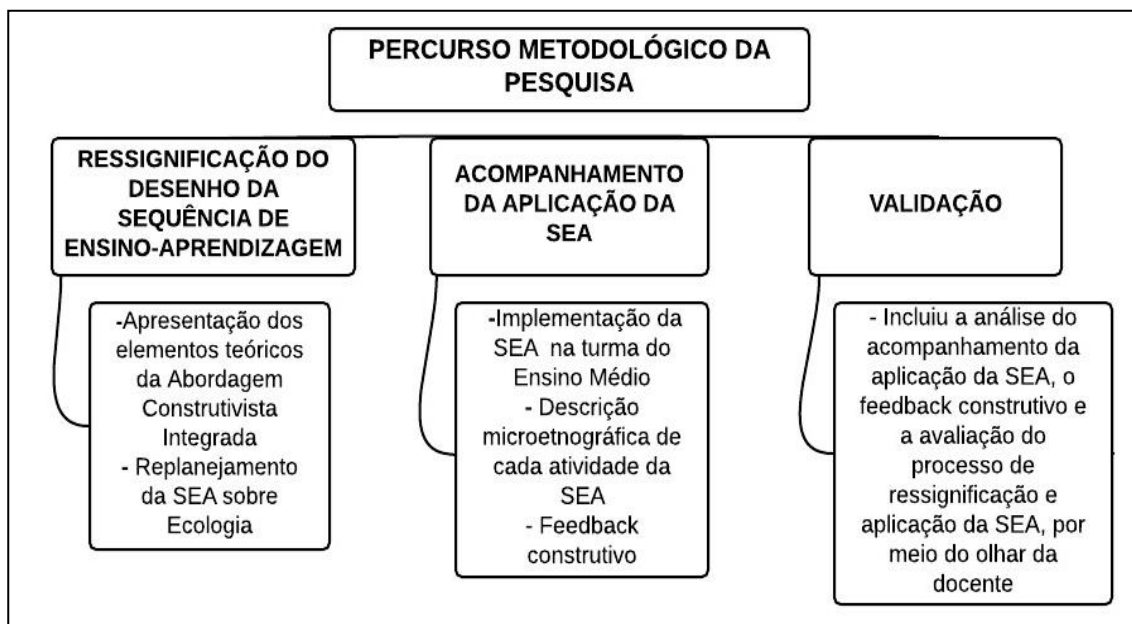 PERCURSO METODOLÓGICO DA
PESQUISA
RESSIGNIFICAÇÃO DO
DESENHO DA
SEQUÊNCIA DE
ENSINO-APRENDIZAGEM
ACOMPANHAMENTO
DA APLICAÇÃO DA
SEA
VALIDAÇÃO
-Apresentação dos
elementos teóricos
da Abordagem
Construtivista
Integrada
- Replanejamento
da SEA sobre
Ecologia
-Implementação da
SEA na turma do
Ensino Médio
- Descrição
microetnográfica de
cada atividade da
SEA
- Feedback
construtivo
- Incluiu a análise do
acompanhamento da
aplicação da SEA, o
feedback construtivo e
a avaliação do
processo de
ressignificação e
aplicação da SEA, por
meio do olhar da
docente